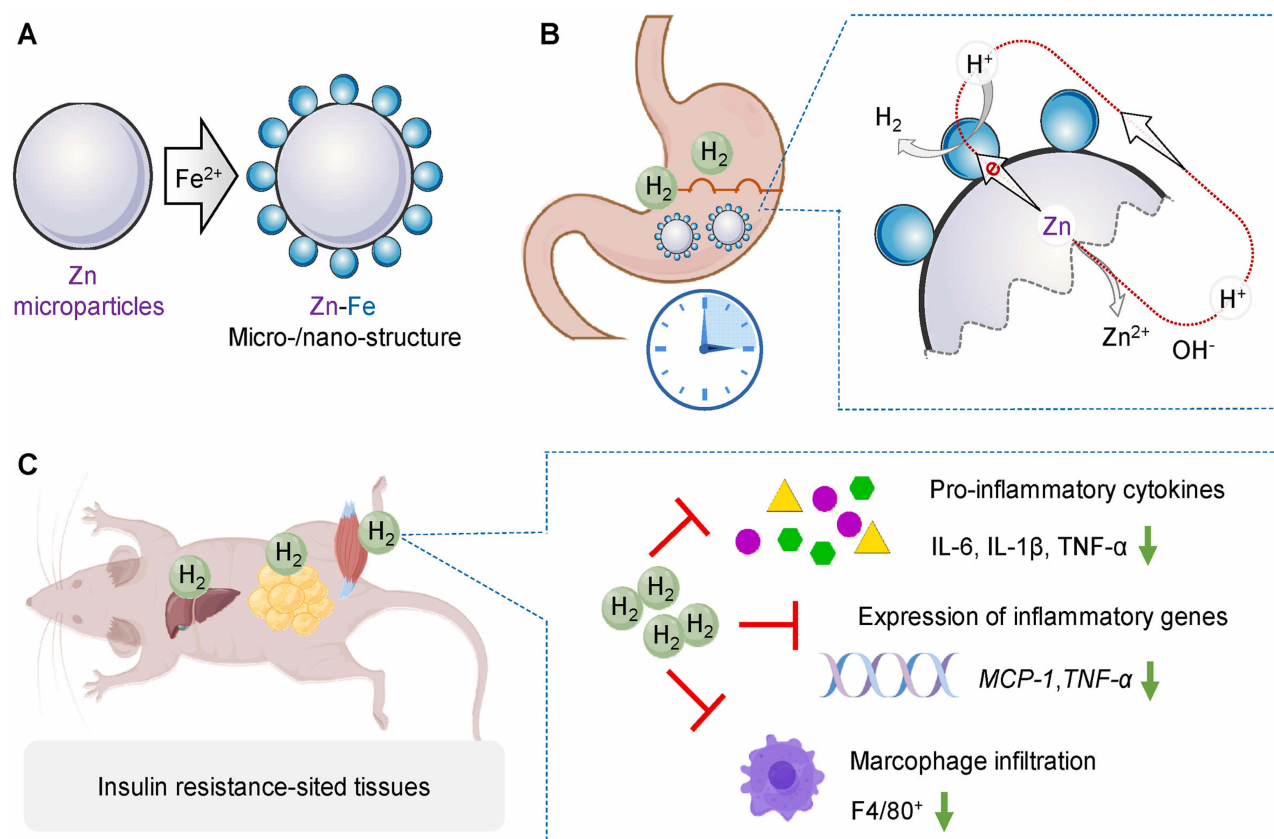 A
Fe²⁺
Zn
microparticles
Zn-Fe
Micro-/nano-structure
B
H₂
H₂
H⁺
H₂
e
Zn
H⁺
Zn²⁺
OH⁻
C
H₂
H₂
H₂
Insulin resistance-sited tissues
H₂
H₂
H₂
H₂
Pro-inflammatory cytokines
IL-6, IL-1β, TNF-α
Expression of inflammatory genes
MCP-1,TNF-α
Marcophage infiltration
F4/80⁺